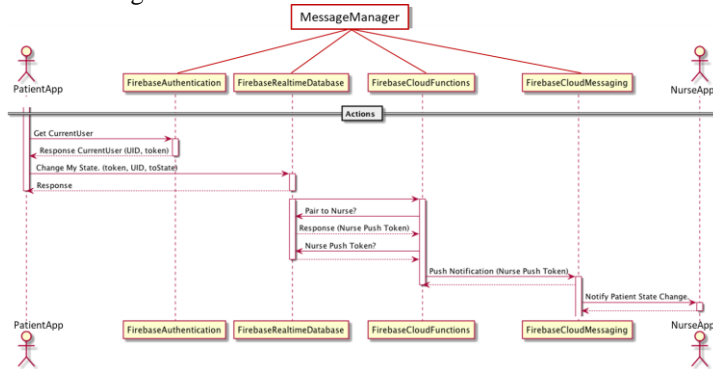 MessageManager
PatientApp
FirebaseAuthentication
FirebaseRealtimeDatabase
FirebaseCloudFunctions
FirebaseCloudMessaging
NurseApp
Actions
Get CurrentUser
Response CurrentUser (UID, token)
Change My State. (token, UID, toState)
Response
Pair to Nurse?
Response (Nurse Push Token)
Nurse Push Token?
Push Notification (Nurse Push Token)
Notify Patient State Change.
PatientApp
FirebaseAuthentication
FirebaseRealtimeDatabase
FirebaseCloudFunctions
FirebaseCloudMessaging
NurseApp